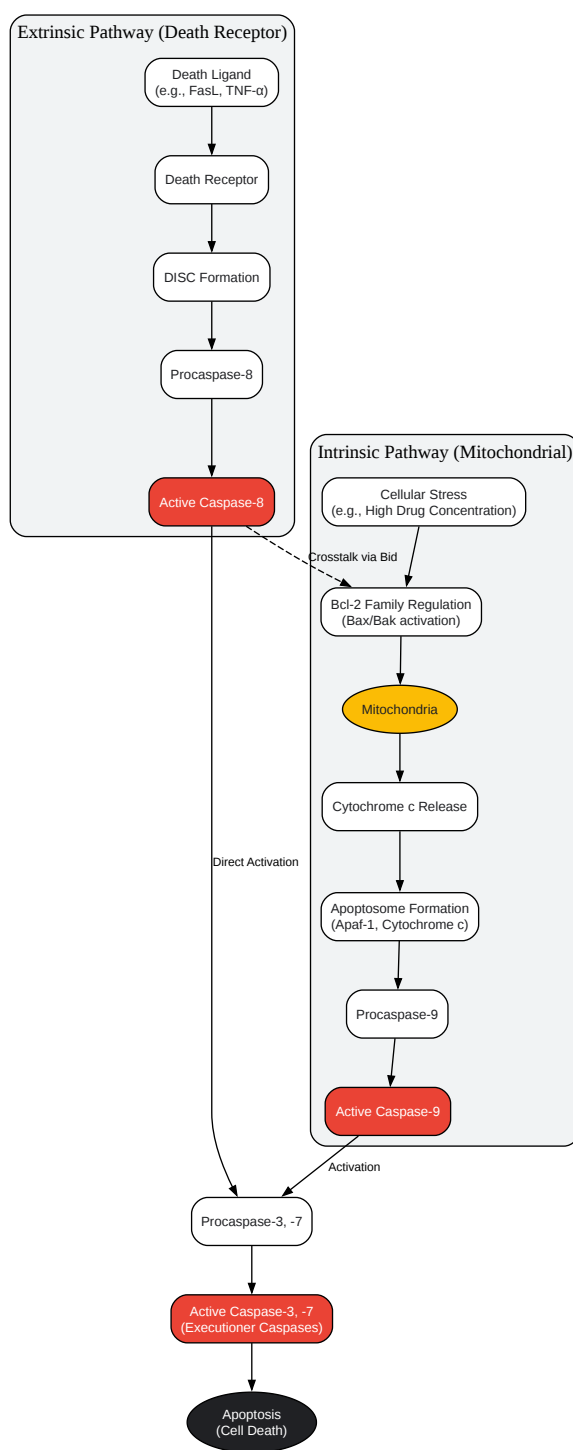 Extrinsic Pathway (Death Receptor)
Death Ligand
(e.g., FasL, TNF-α)
Death Receptor
DISC Formation
Procaspase-8
Active Caspase-8
Intrinsic Pathway (Mitochondrial)
Cellular Stress
(e.g., High Drug Concentration)
Crosstalk via Bid
Bcl-2 Family Regulation
(Bax/Bak activation)
Mitochondria
Cytochrome c Release
Direct Activation
Apoptosome Formation
(Apaf-1, Cytochrome c)
Procaspase-9
Active Caspase-9
Activation
Procaspase-3, -7
Active Caspase-3, -7
(Executioner Caspases)
Apoptosis
(Cell Death)